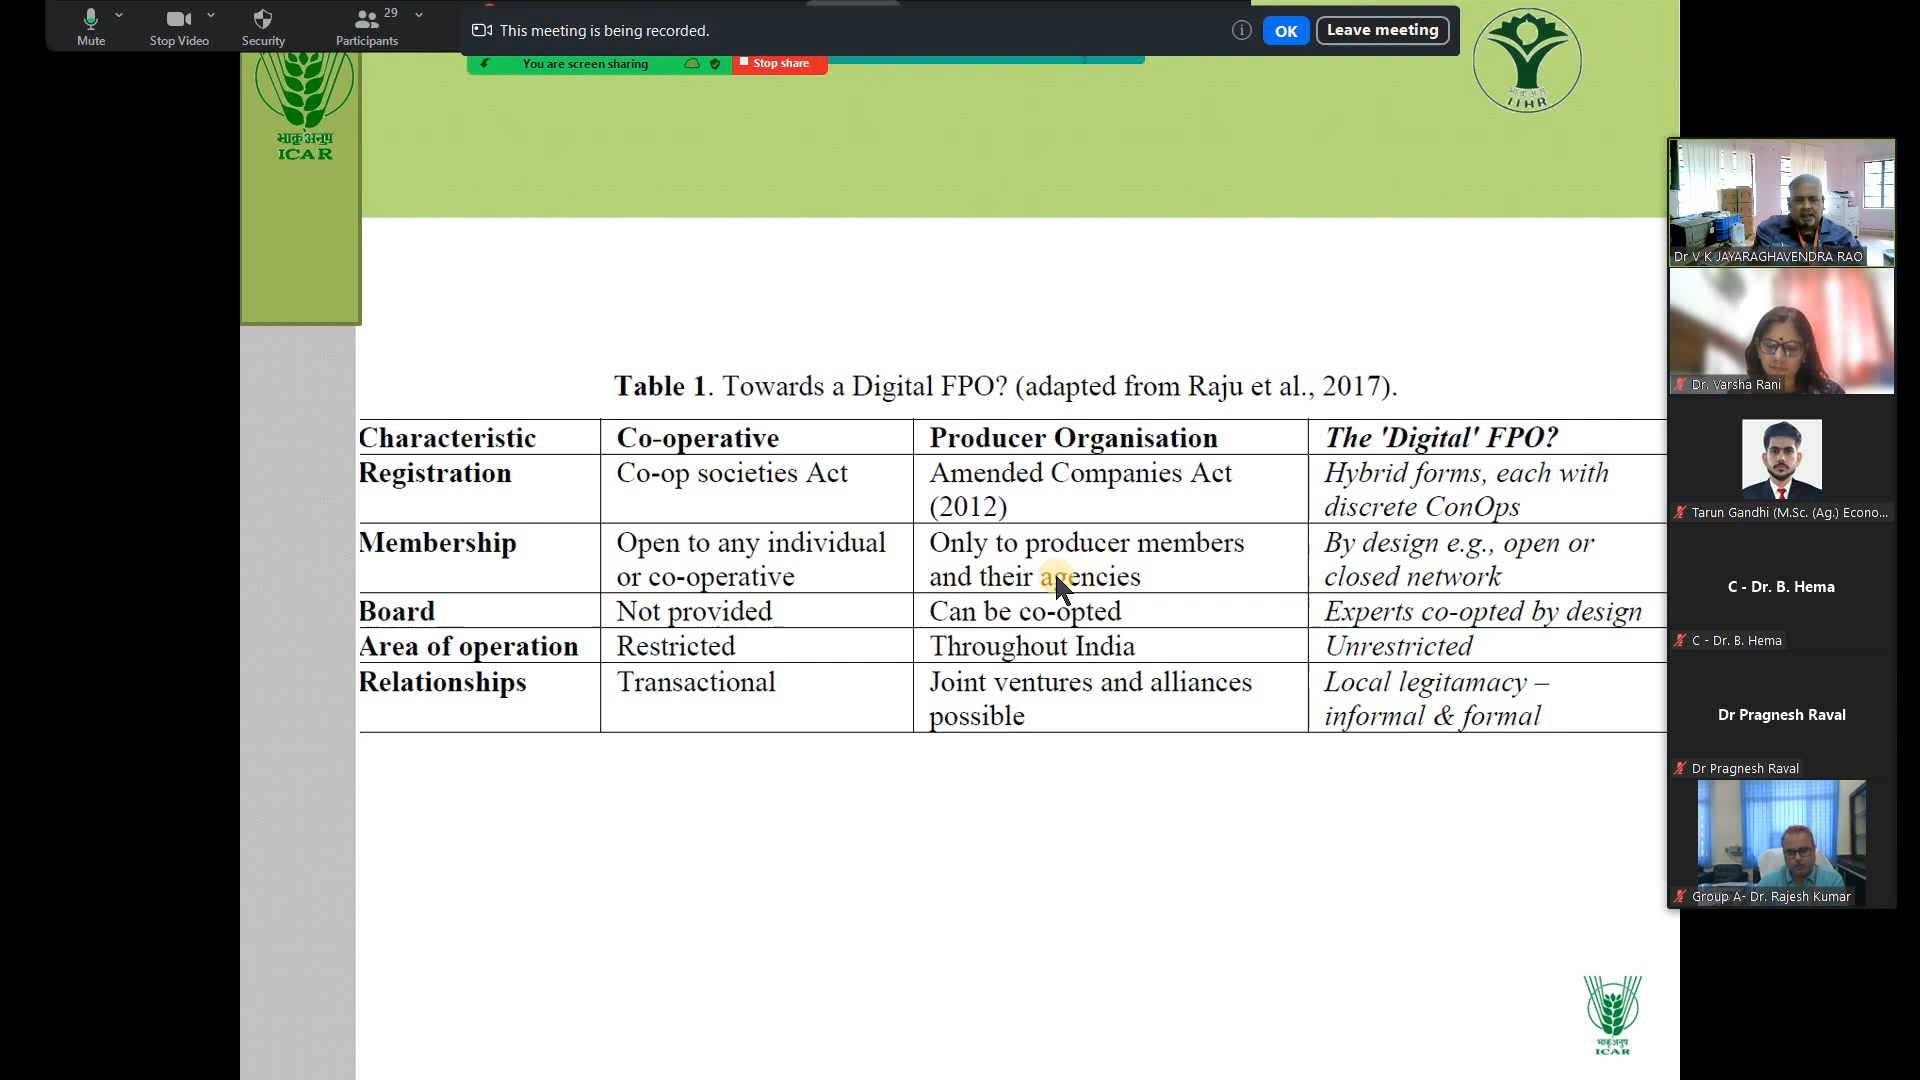 Mute
Stop Video
Security
Participants
29
This meeting is being recorded.
OK
Leave meeting
You are screen sharing
Stop share
भाकृअनुप
ICAR
IIHR
Table 1. Towards a Digital FPO? (adapted from Raju et al., 2017).
Characteristic Co-operative Producer Organisation The 'Digital' FPO?
Registration Co-op societies Act Amended Companies Act Hybrid forms, each with
(2012) discrete ConOps
Membership Open to any individual Only to producer members By design e.g., open or
or co-operative and their agencies closed network
Board Not provided Can be co-opted Experts co-opted by design
Area of operation Restricted Throughout India Unrestricted
Relationships Transactional Joint ventures and alliances Local legitamacy –
possible informal & formal
Dr V K JAYARAGHAVENDRA RAO
Dr. Varsha Rani
Tarun Gandhi (M.Sc. (Ag.) Econo...
C - Dr. B. Hema
C - Dr. B. Hema
Dr Pragnesh Raval
Dr Pragnesh Raval
Group A- Dr. Rajesh Kumar
भाकृअनुप
ICAR